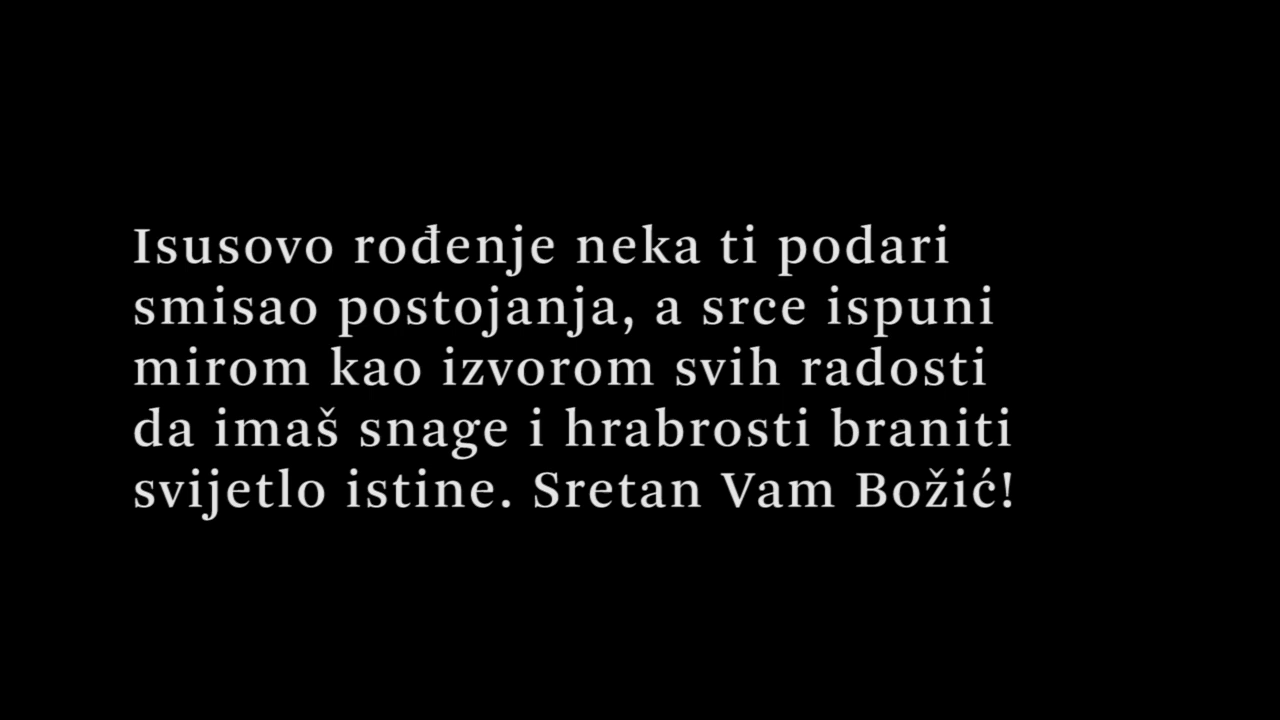 Isusovo rođenje neka ti podari
smisao postojanja, a srce ispuni
mirom kao izvorom svih radosti
da imaš snage i hrabrosti braniti
svijetlo istine. Sretan Vam Božić!